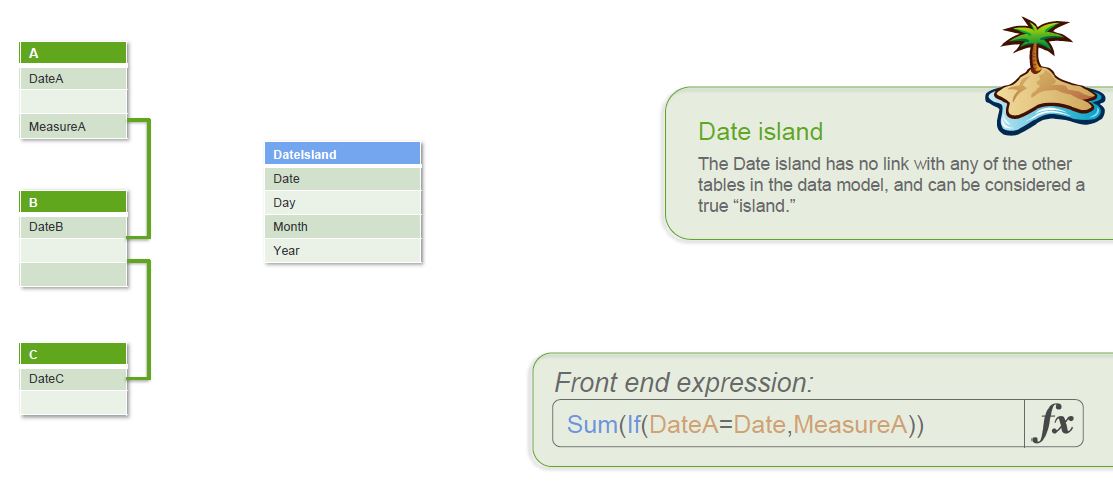 A
DateA
MeasureA
B
DateB
C
DateC
DateIsland
Date
Day
Month
Year
Date island
The Date island has no link with any of the other
tables in the data model, and can be considered a
true “island.”
Front end expression:
Sum(If(DateA=Date,MeasureA))
fx